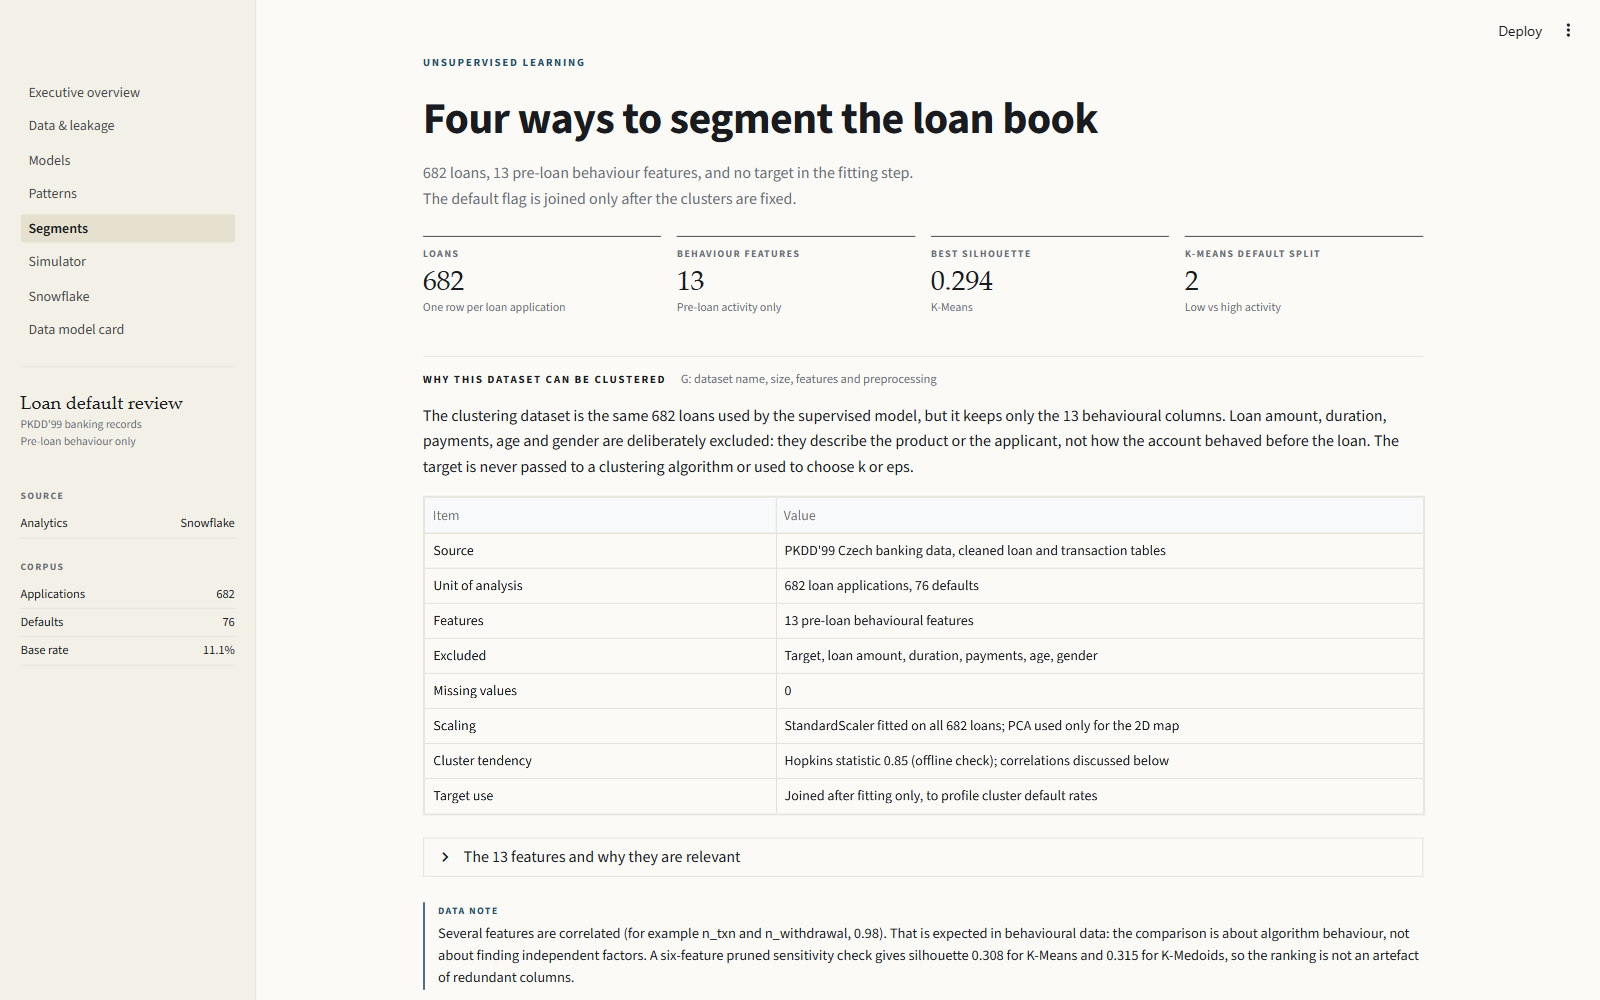 Deploy
Executive overview
Data & leakage
Models
Patterns
Segments
Simulator
Snowflake
Data model card
Loan default review
PKDD'99 banking records
Pre-loan behaviour only
SOURCE
Analytics Snowflake
CORPUS
Applications 682
Defaults 76
Base rate 11.1%
UNSUPERVISED LEARNING
Four ways to segment the loan book
682 loans, 13 pre-loan behaviour features, and no target in the fitting step.
The default flag is joined only after the clusters are fixed.
LOANS
682
One row per loan application
BEHAVIOUR FEATURES
13
Pre-loan activity only
BEST SILHOUETTE
0.294
K-Means
K-MEANS DEFAULT SPLIT
2
Low vs high activity
WHY THIS DATASET CAN BE CLUSTERED G: dataset name, size, features and preprocessing
The clustering dataset is the same 682 loans used by the supervised model, but it keeps only the 13 behavioural columns. Loan amount, duration,
payments, age and gender are deliberately excluded: they describe the product or the applicant, not how the account behaved before the loan. The
target is never passed to a clustering algorithm or used to choose k or eps.
Item Value
Source PKDD'99 Czech banking data, cleaned loan and transaction tables
Unit of analysis 682 loan applications, 76 defaults
Features 13 pre-loan behavioural features
Excluded Target, loan amount, duration, payments, age, gender
Missing values 0
Scaling StandardScaler fitted on all 682 loans; PCA used only for the 2D map
Cluster tendency Hopkins statistic 0.85 (offline check); correlations discussed below
Target use Joined after fitting only, to profile cluster default rates
The 13 features and why they are relevant
DATA NOTE
Several features are correlated (for example n_txn and n_withdrawal, 0.98). That is expected in behavioural data: the comparison is about algorithm behaviour, not
about finding independent factors. A six-feature pruned sensitivity check gives silhouette 0.308 for K-Means and 0.315 for K-Medoids, so the ranking is not an artefact
of redundant columns.